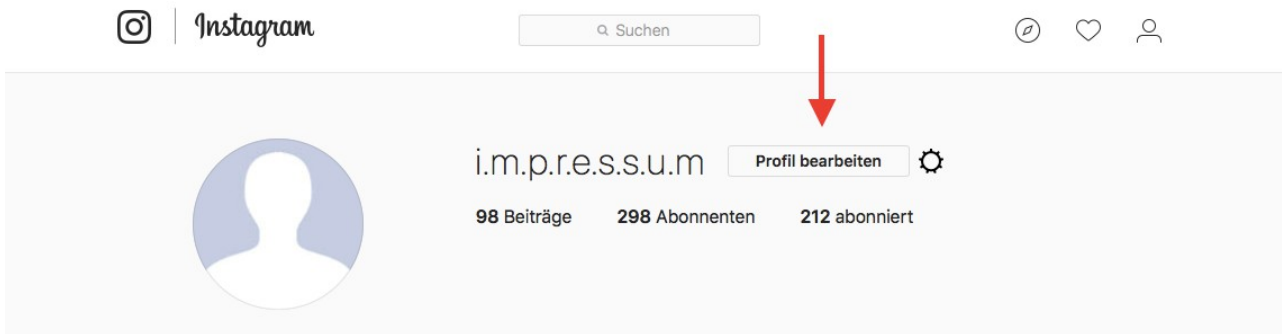 Instagram
Suchen
i.m.p.r.e.s.s.u.m Profil bearbeiten
98 Beiträge 298 Abonnenten 212 abonniert